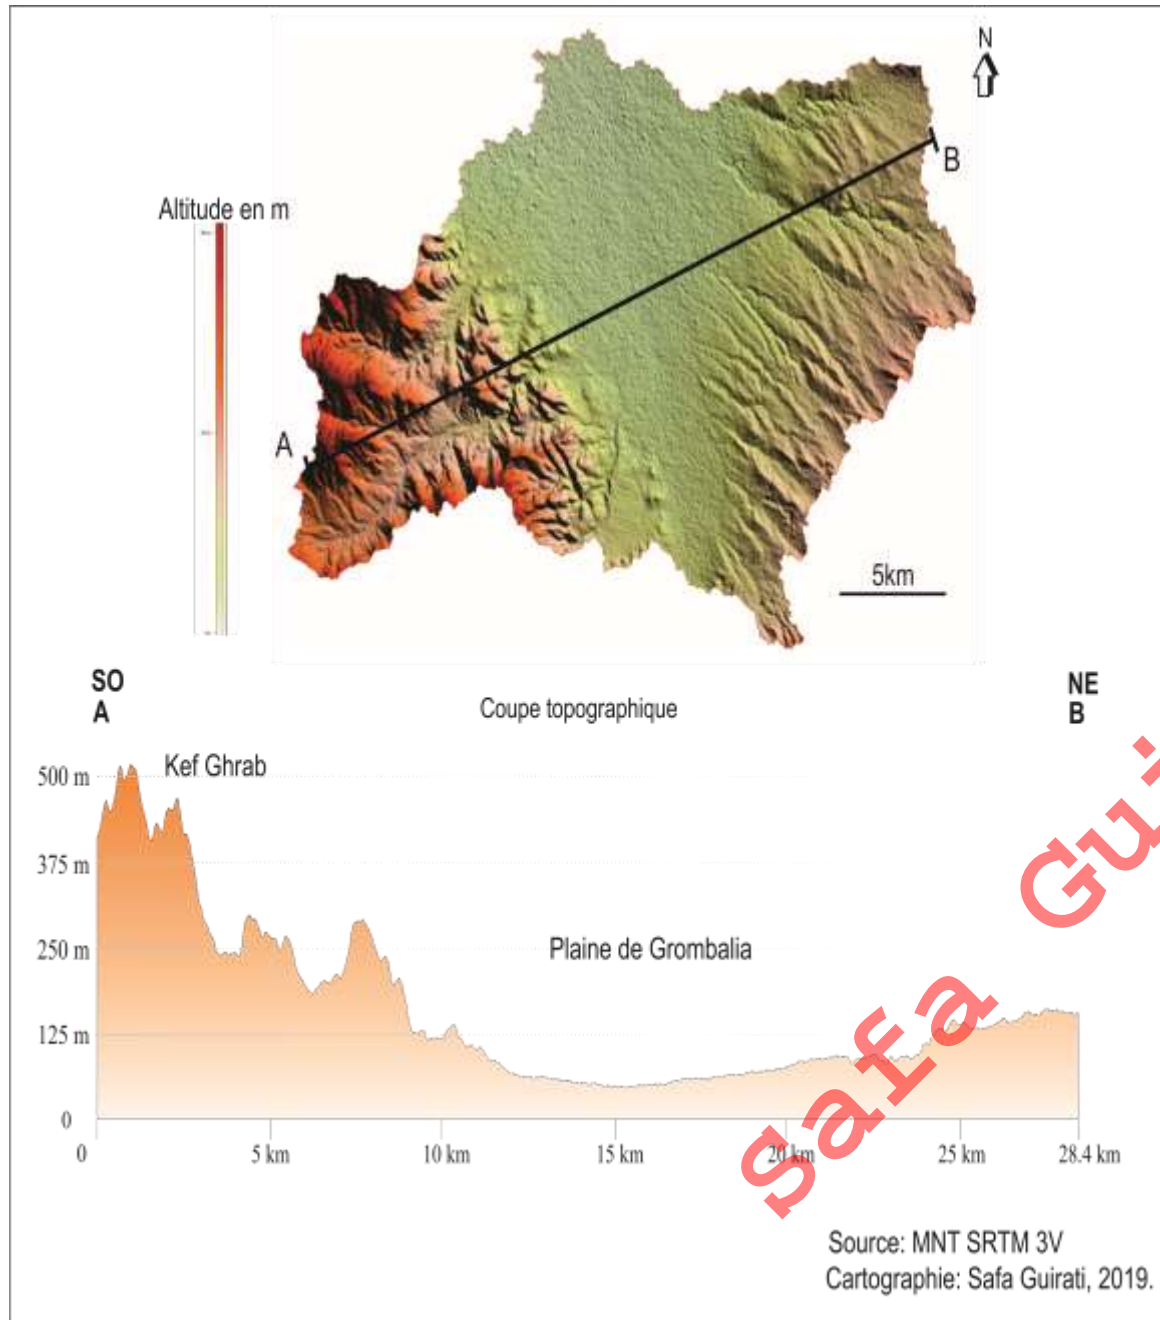 N
B
Altitude en m
A
5km
SO
A
Coupe topographique
NE
B
Kef Ghrab
500 m
375 m
Plaine de Grombalia
250 m
125 m
0
0
5 km
10 km
15 km
20 km
25 km
28.4 km
Safa Gui
Source: MNT SRTM 3V
Cartographie: Safa Guirati, 2019.